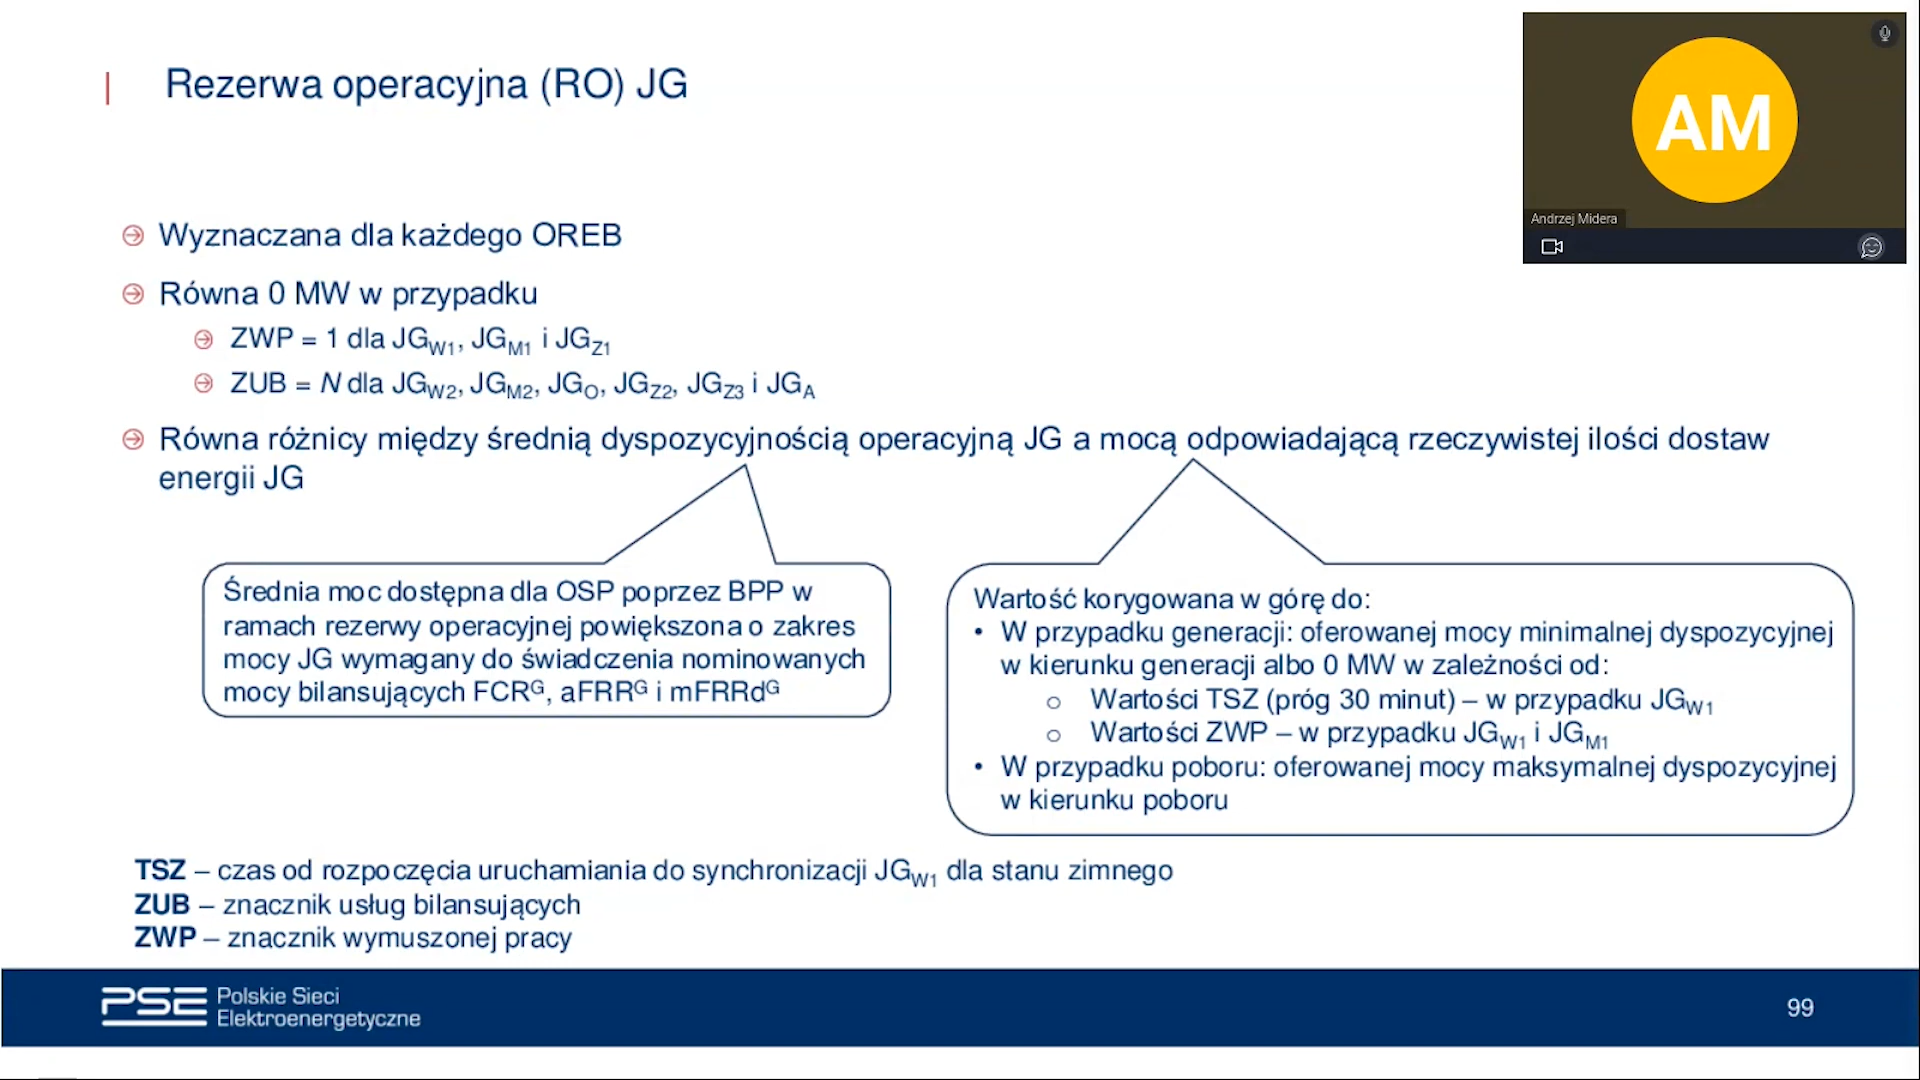 Rezerwa operacyjna (RO) JG
AM
Andrzej Midera
Wyznaczana dla każdego OREB
Równa 0 MW w przypadku
ZWP = 1 dla JGW1, JGM1 i JGZ1
ZUB = N dla JGW2, JGM2, JGO, JGZ2, JGZ3 i JGA
Równa różnicy między średnią dyspozycyjnością operacyjną JG a mocą odpowiadającą rzeczywistej ilości dostaw
energii JG
Średnia moc dostępna dla OSP poprzez BPP w
ramach rezerwy operacyjnej powiększona o zakres
mocy JG wymagany do świadczenia nominowanych
mocy bilansujących FCRG, aFRRG i mFRRdG
Wartość korygowana w górę do:
• W przypadku generacji: oferowanej mocy minimalnej dyspozycyjnej
w kierunku generacji albo 0 MW w zależności od:
o Wartości TSZ (próg 30 minut) – w przypadku JGW1
o Wartości ZWP – w przypadku JGW1 i JGM1
• W przypadku poboru: oferowanej mocy maksymalnej dyspozycyjnej
w kierunku poboru
TSZ – czas od rozpoczęcia uruchamiania do synchronizacji JGW1 dla stanu zimnego
ZUB – znacznik usług bilansujących
ZWP – znacznik wymuszonej pracy
PSE
Polskie Sieci
Elektroenergetyczne
99